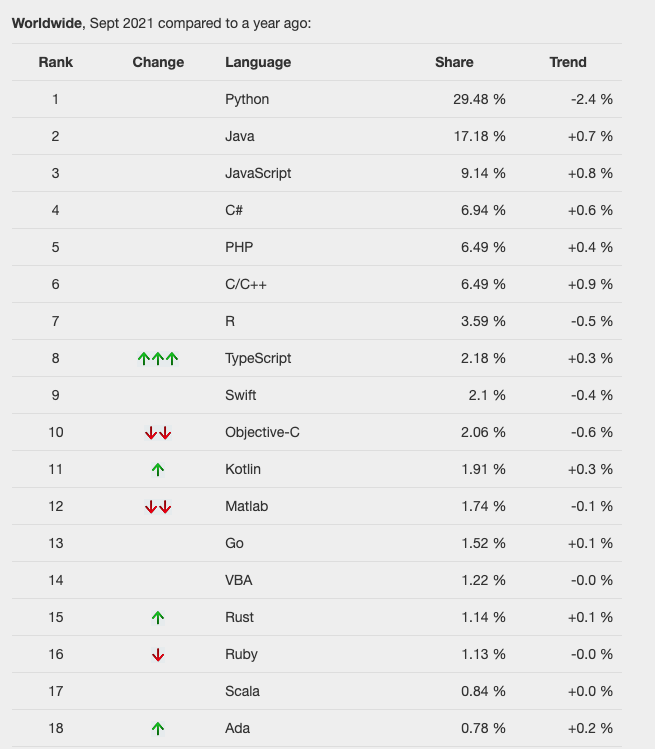 Worldwide, Sept 2021 compared to a year ago:
Rank Change Language Share Trend
1 Python 29.48 % -2.4 %
2 Java 17.18 % +0.7 %
3 JavaScript 9.14 % +0.8 %
4 C# 6.94 % +0.6 %
5 PHP 6.49 % +0.4 %
6 C/C++ 6.49 % +0.9 %
7 R 3.59 % -0.5 %
8 ↑↑↑ TypeScript 2.18 % +0.3 %
9 Swift 2.1 % -0.4 %
10 ↓↓ Objective-C 2.06 % -0.6 %
11 ↑ Kotlin 1.91 % +0.3 %
12 ↓↓ Matlab 1.74 % -0.1 %
13 Go 1.52 % +0.1 %
14 VBA 1.22 % -0.0 %
15 ↑ Rust 1.14 % +0.1 %
16 ↓ Ruby 1.13 % -0.0 %
17 Scala 0.84 % +0.0 %
18 ↑ Ada 0.78 % +0.2 %